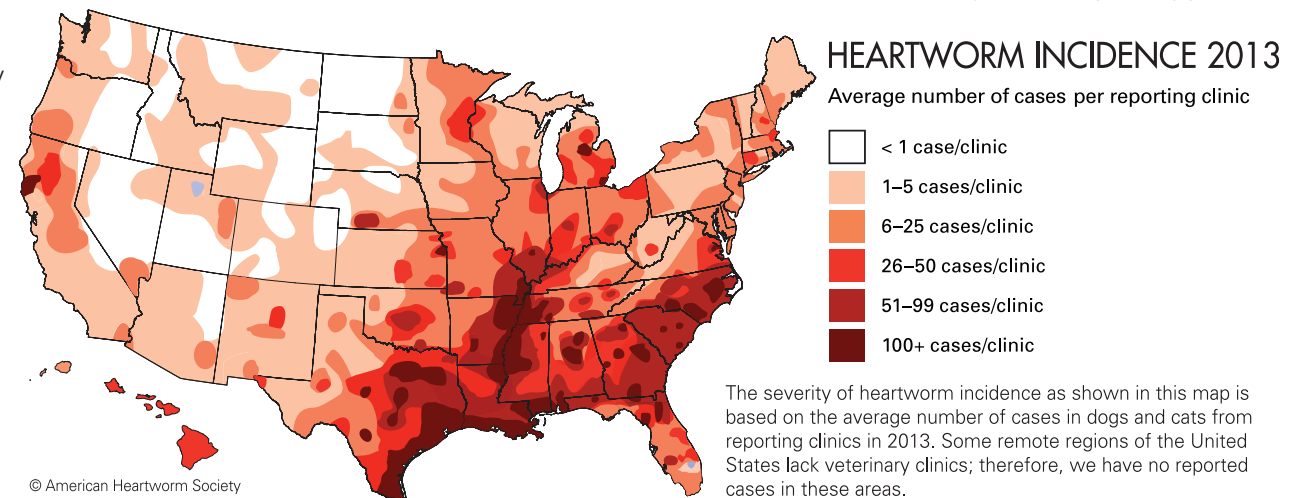 HEARTWORM INCIDENCE 2013
Average number of cases per reporting clinic
< 1 case/clinic
1–5 cases/clinic
6–25 cases/clinic
26–50 cases/clinic
51–99 cases/clinic
100+ cases/clinic
The severity of heartworm incidence as shown in this map is
based on the average number of cases in dogs and cats from
reporting clinics in 2013. Some remote regions of the United
States lack veterinary clinics; therefore, we have no reported
cases in these areas.
© American Heartworm Society